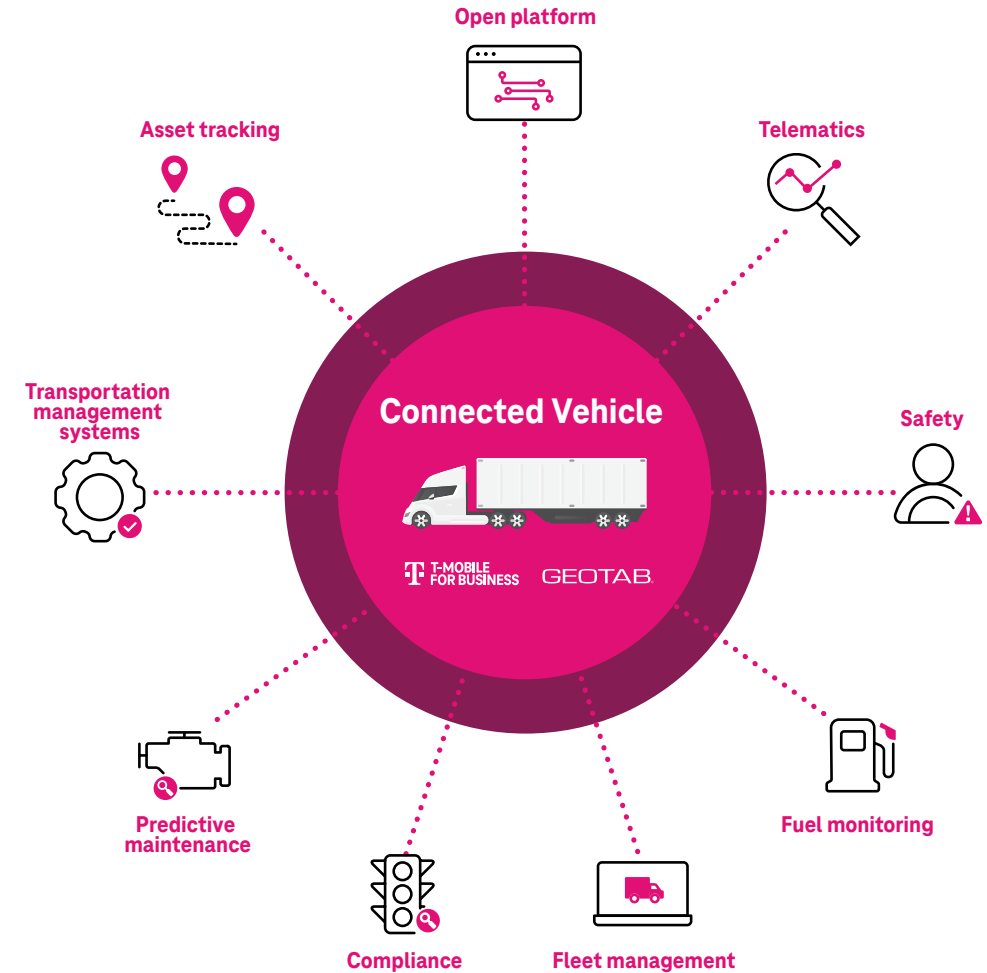 Open platform
Asset tracking
Telematics
Transportation
management
systems
Connected Vehicle
Safety
T-MOBILE
FOR BUSINESS
GEOTAB
Predictive
maintenance
Fuel monitoring
Compliance
Fleet management